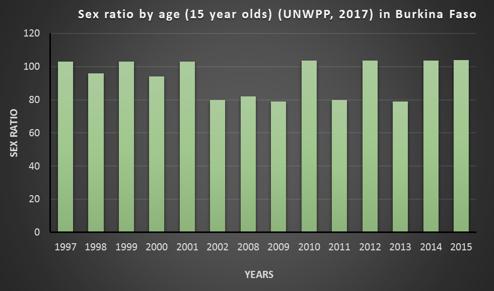 Sex ratio by age (15 year olds) (UNWPP, 2017) in Burkina Faso
120
100
80
60
40
20
0
SEX RATIO
1997 1998 1999 2000 2001 2002 2008 2009 2010 2011 2012 2013 2014 2015
YEARS